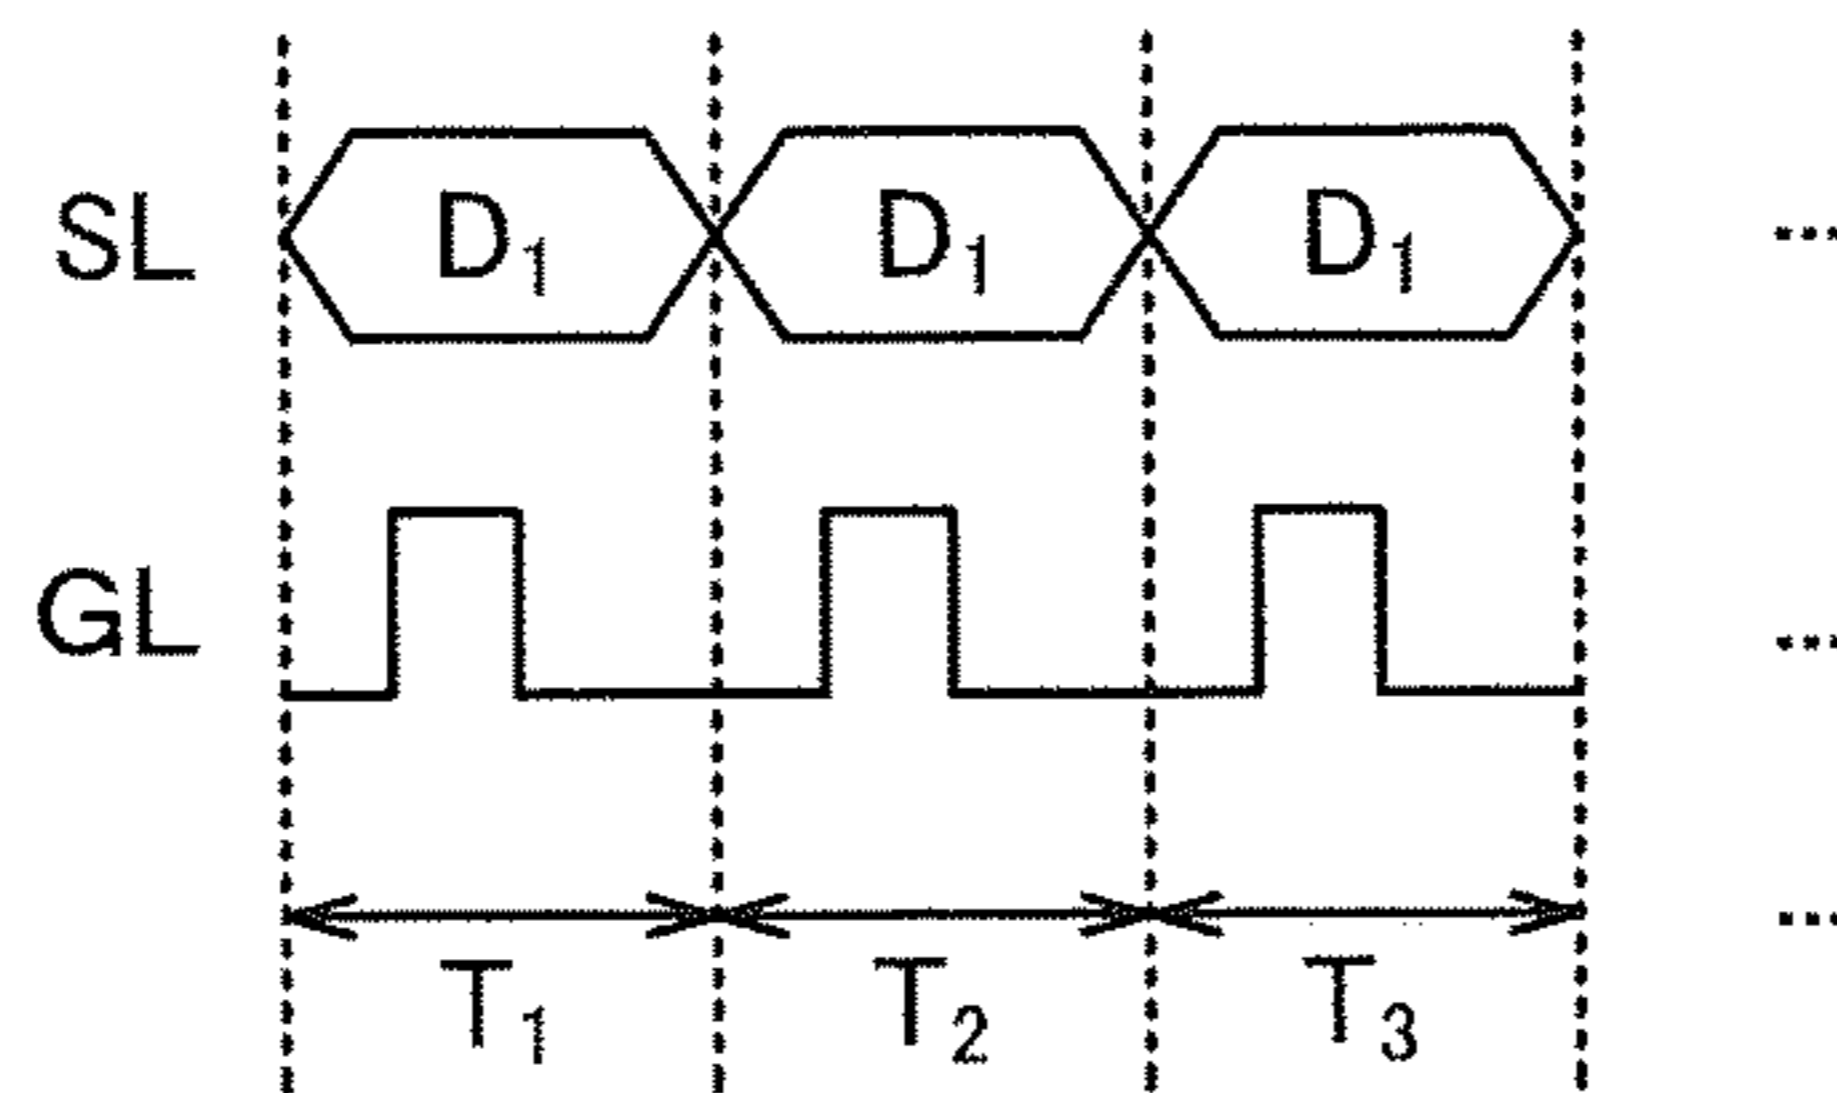 SL D₁ D₁ D₁ ...
GL ...
T₁ T₂ T₃ ...